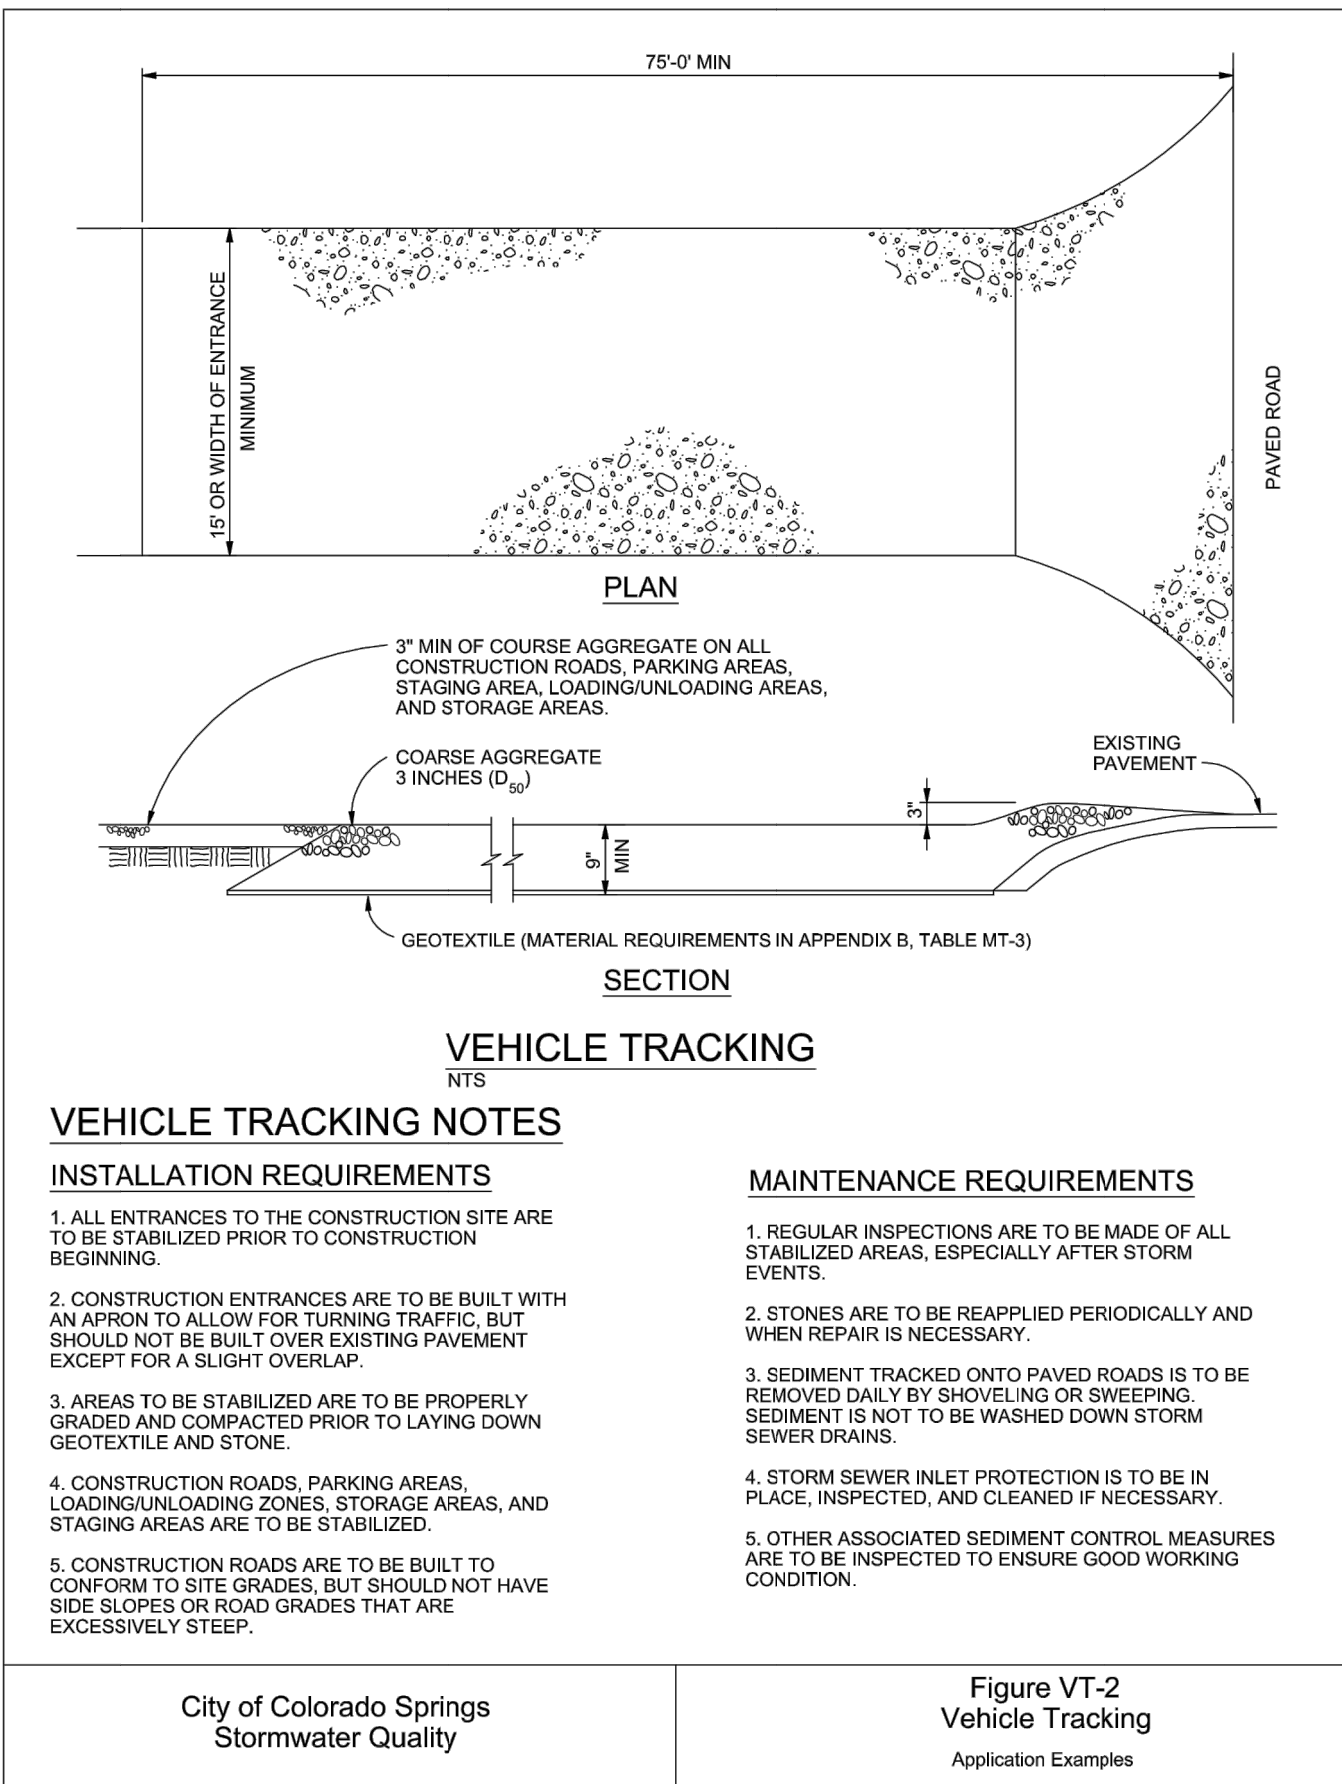 75'-0' MIN
15' OR WIDTH OF ENTRANCE
MINIMUM
PAVED ROAD
PLAN
3" MIN OF COURSE AGGREGATE ON ALL
CONSTRUCTION ROADS, PARKING AREAS,
STAGING AREA, LOADING/UNLOADING AREAS,
AND STORAGE AREAS.
COARSE AGGREGATE
3 INCHES (D50)
EXISTING
PAVEMENT
3"
9"
MIN
GEOTEXTILE (MATERIAL REQUIREMENTS IN APPENDIX B, TABLE MT-3)
SECTION
VEHICLE TRACKING
NTS
VEHICLE TRACKING NOTES
INSTALLATION REQUIREMENTS
1. ALL ENTRANCES TO THE CONSTRUCTION SITE ARE
TO BE STABILIZED PRIOR TO CONSTRUCTION
BEGINNING.
2. CONSTRUCTION ENTRANCES ARE TO BE BUILT WITH
AN APRON TO ALLOW FOR TURNING TRAFFIC, BUT
SHOULD NOT BE BUILT OVER EXISTING PAVEMENT
EXCEPT FOR A SLIGHT OVERLAP.
3. AREAS TO BE STABILIZED ARE TO BE PROPERLY
GRADED AND COMPACTED PRIOR TO LAYING DOWN
GEOTEXTILE AND STONE.
4. CONSTRUCTION ROADS, PARKING AREAS,
LOADING/UNLOADING ZONES, STORAGE AREAS, AND
STAGING AREAS ARE TO BE STABILIZED.
5. CONSTRUCTION ROADS ARE TO BE BUILT TO
CONFORM TO SITE GRADES, BUT SHOULD NOT HAVE
SIDE SLOPES OR ROAD GRADES THAT ARE
EXCESSIVELY STEEP.
MAINTENANCE REQUIREMENTS
1. REGULAR INSPECTIONS ARE TO BE MADE OF ALL
STABILIZED AREAS, ESPECIALLY AFTER STORM
EVENTS.
2. STONES ARE TO BE REAPPLIED PERIODICALLY AND
WHEN REPAIR IS NECESSARY.
3. SEDIMENT TRACKED ONTO PAVED ROADS IS TO BE
REMOVED DAILY BY SHOVELING OR SWEEPING.
SEDIMENT IS NOT TO BE WASHED DOWN STORM
SEWER DRAINS.
4. STORM SEWER INLET PROTECTION IS TO BE IN
PLACE, INSPECTED, AND CLEANED IF NECESSARY.
5. OTHER ASSOCIATED SEDIMENT CONTROL MEASURES
ARE TO BE INSPECTED TO ENSURE GOOD WORKING
CONDITION.
City of Colorado Springs
Stormwater Quality
Figure VT-2
Vehicle Tracking
Application Examples